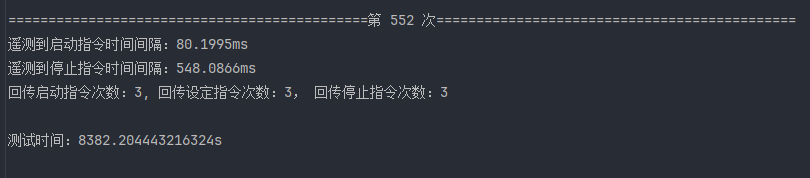 =============================================第 552 次=============================================
遥测到启动指令时间间隔：80.1995ms
遥测到停止指令时间间隔：548.0866ms
回传启动指令次数：3, 回传设定指令次数：3， 回传停止指令次数：3
测试时间：8382.204443216324s